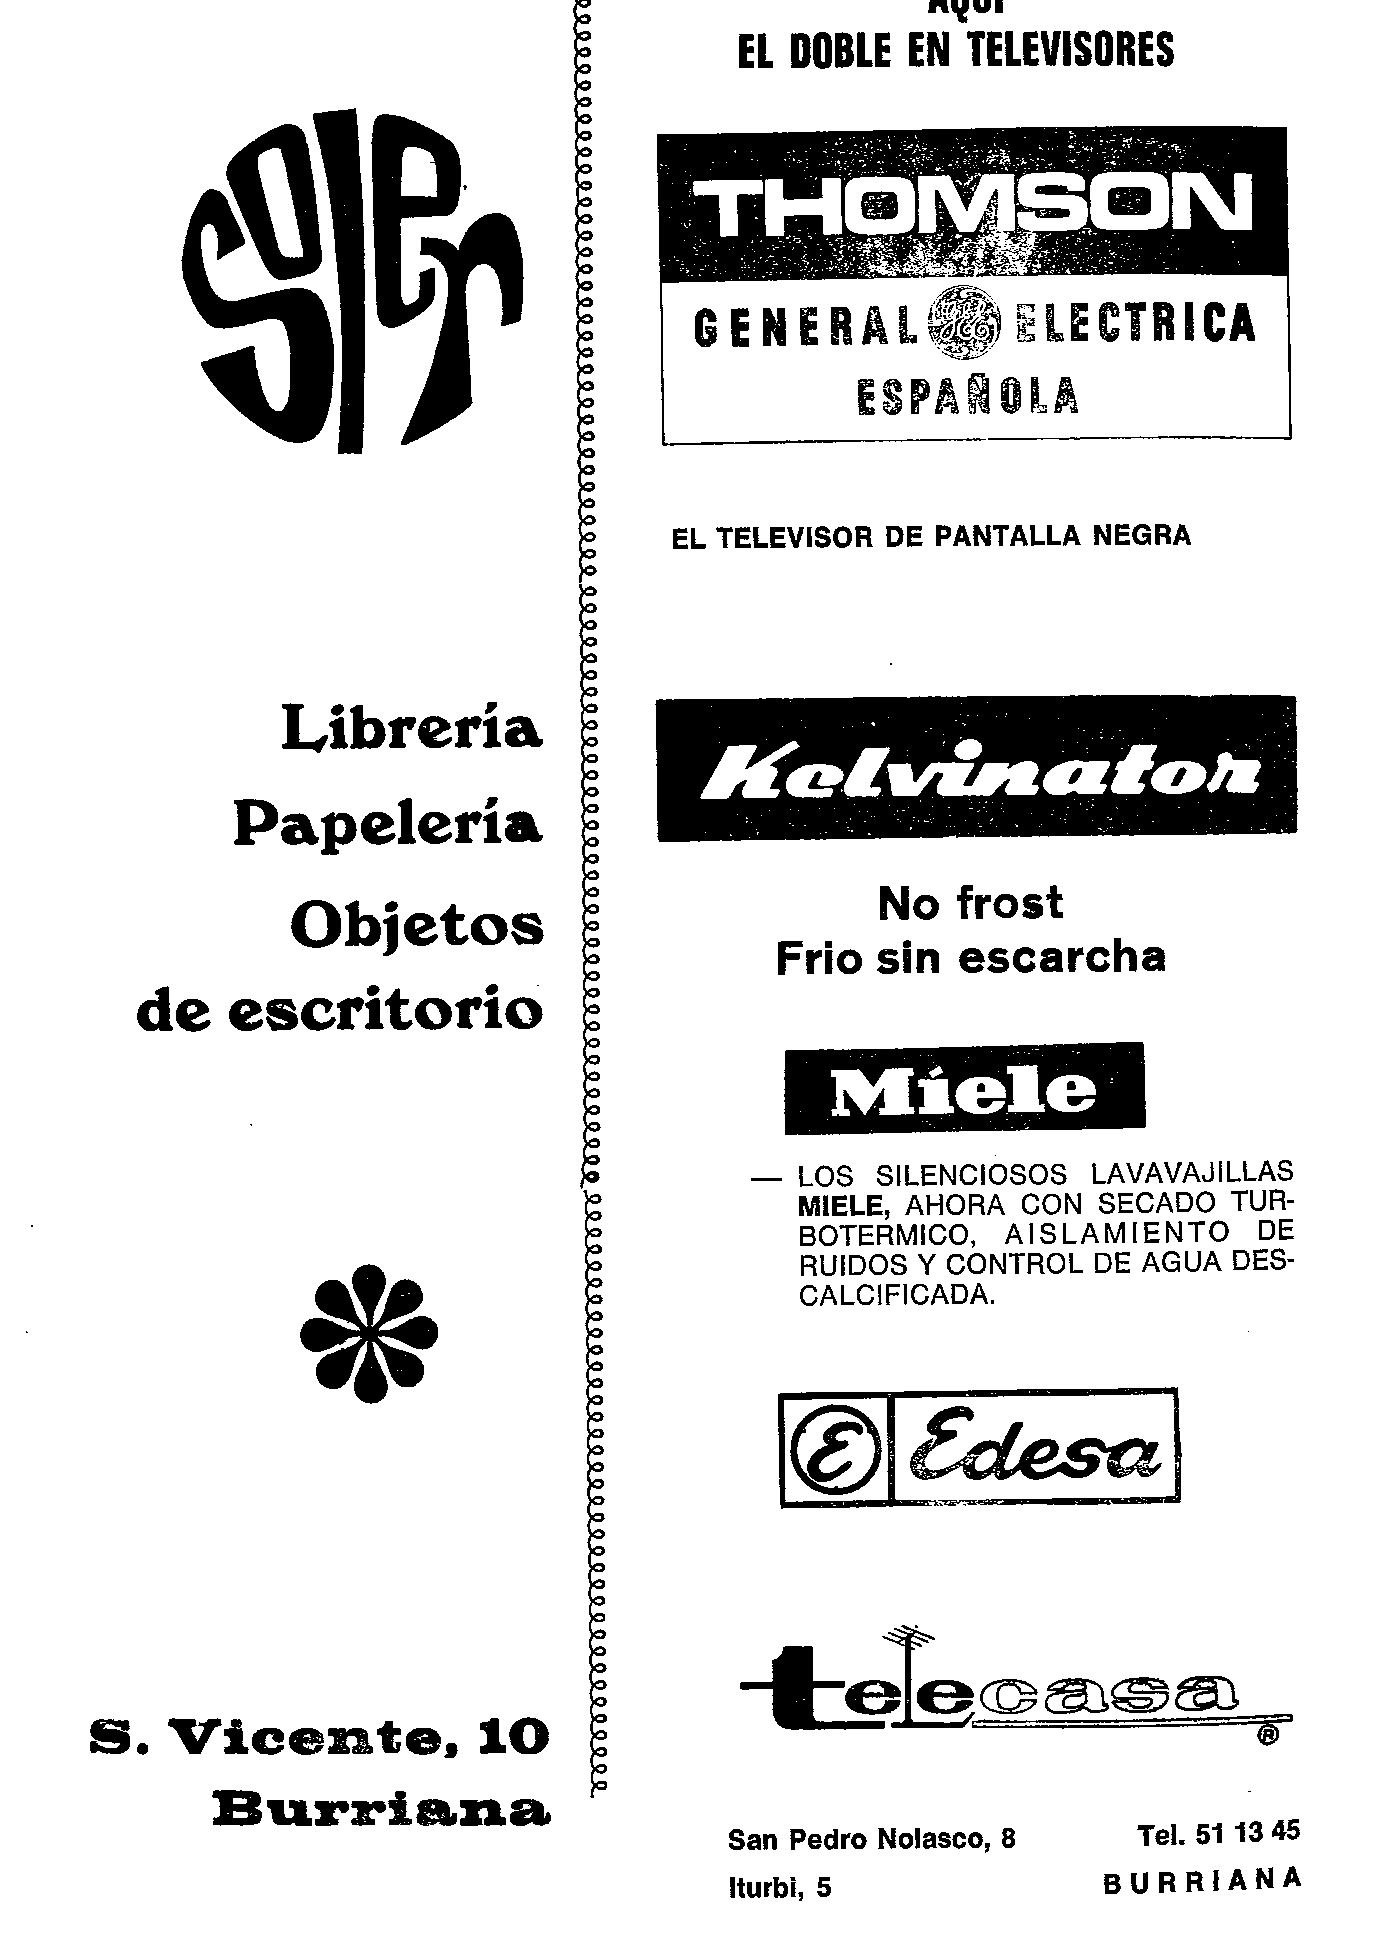 Soler
Librería
Papelería
Objetos
de escritorio
S. Vicente, 10
Burriana
AQUI
EL DOBLE EN TELEVISORES
THOMSON
GENERAL GE ELECTRICA
ESPAÑOLA
EL TELEVISOR DE PANTALLA NEGRA
Kelvinator
No frost
Frio sin escarcha
Miele
— LOS SILENCIOSOS LAVAVAJILLAS
MIELE, AHORA CON SECADO TUR-
BOTERMICO, AISLAMIENTO DE
RUIDOS Y CONTROL DE AGUA DES-
CALCIFICADA.
E Edesa
telecasa
®
San Pedro Nolasco, 8 Tel. 51 13 45
Iturbi, 5 BURRIANA